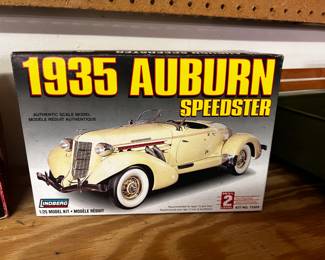 1935 AUBURN
SPEEDSTER
AUTHENTIC SCALE MODEL
MODÈLE RÉDUIT AUTHENTIQUE
LINDBERG
1/25 MODEL KIT • MODÈLE RÉDUIT
2